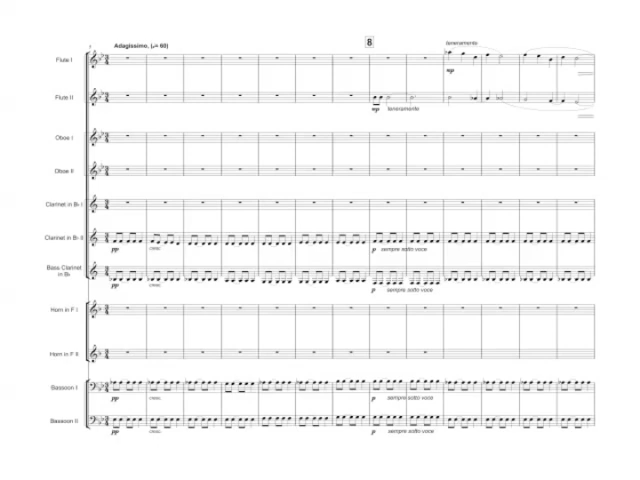 8
Adagissimo, (♩= 60)
teneramente
Flute I
mp
Flute II
mp teneramente
Oboe I
Oboe II
Clarinet in B♭ I
Clarinet in B♭ II
pp cresc. p sempre sotto voce
Bass Clarinet
in B♭
pp cresc. p sempre sotto voce
Horn in F I
Horn in F II
Bassoon I
pp cresc. p sempre sotto voce
Bassoon II
pp cresc. p sempre sotto voce